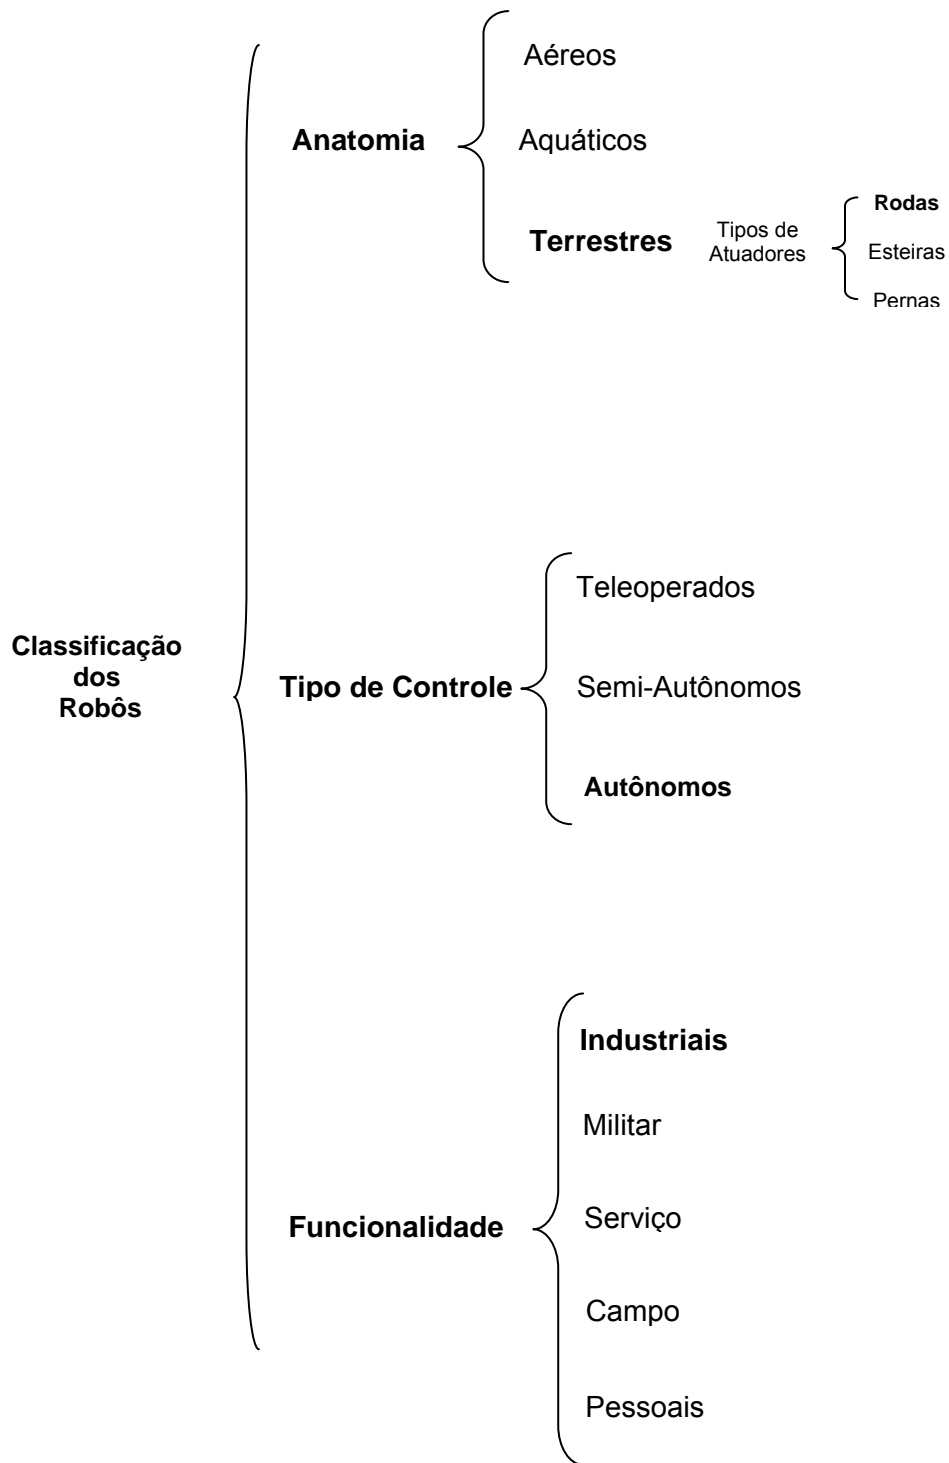 Classificação
dos
Robôs
Anatomia
Aéreos
Aquáticos
Terrestres
Tipos de
Atuadores
Rodas
Esteiras
Pernas
Tipo de Controle
Teleoperados
Semi-Autônomos
Autônomos
Funcionalidade
Industriais
Militar
Serviço
Campo
Pessoais